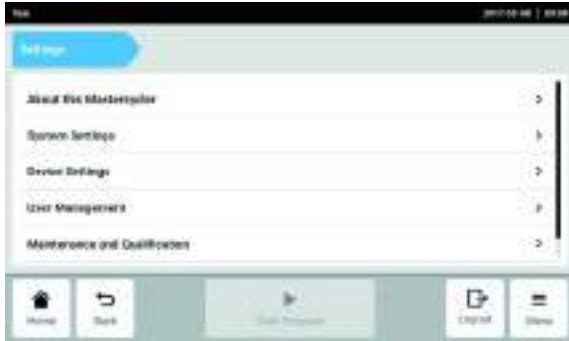 Settings
About this Mastercycler
System Settings
Device Settings
User Management
Maintenance and Qualification
Home
Back
Logout
Menu